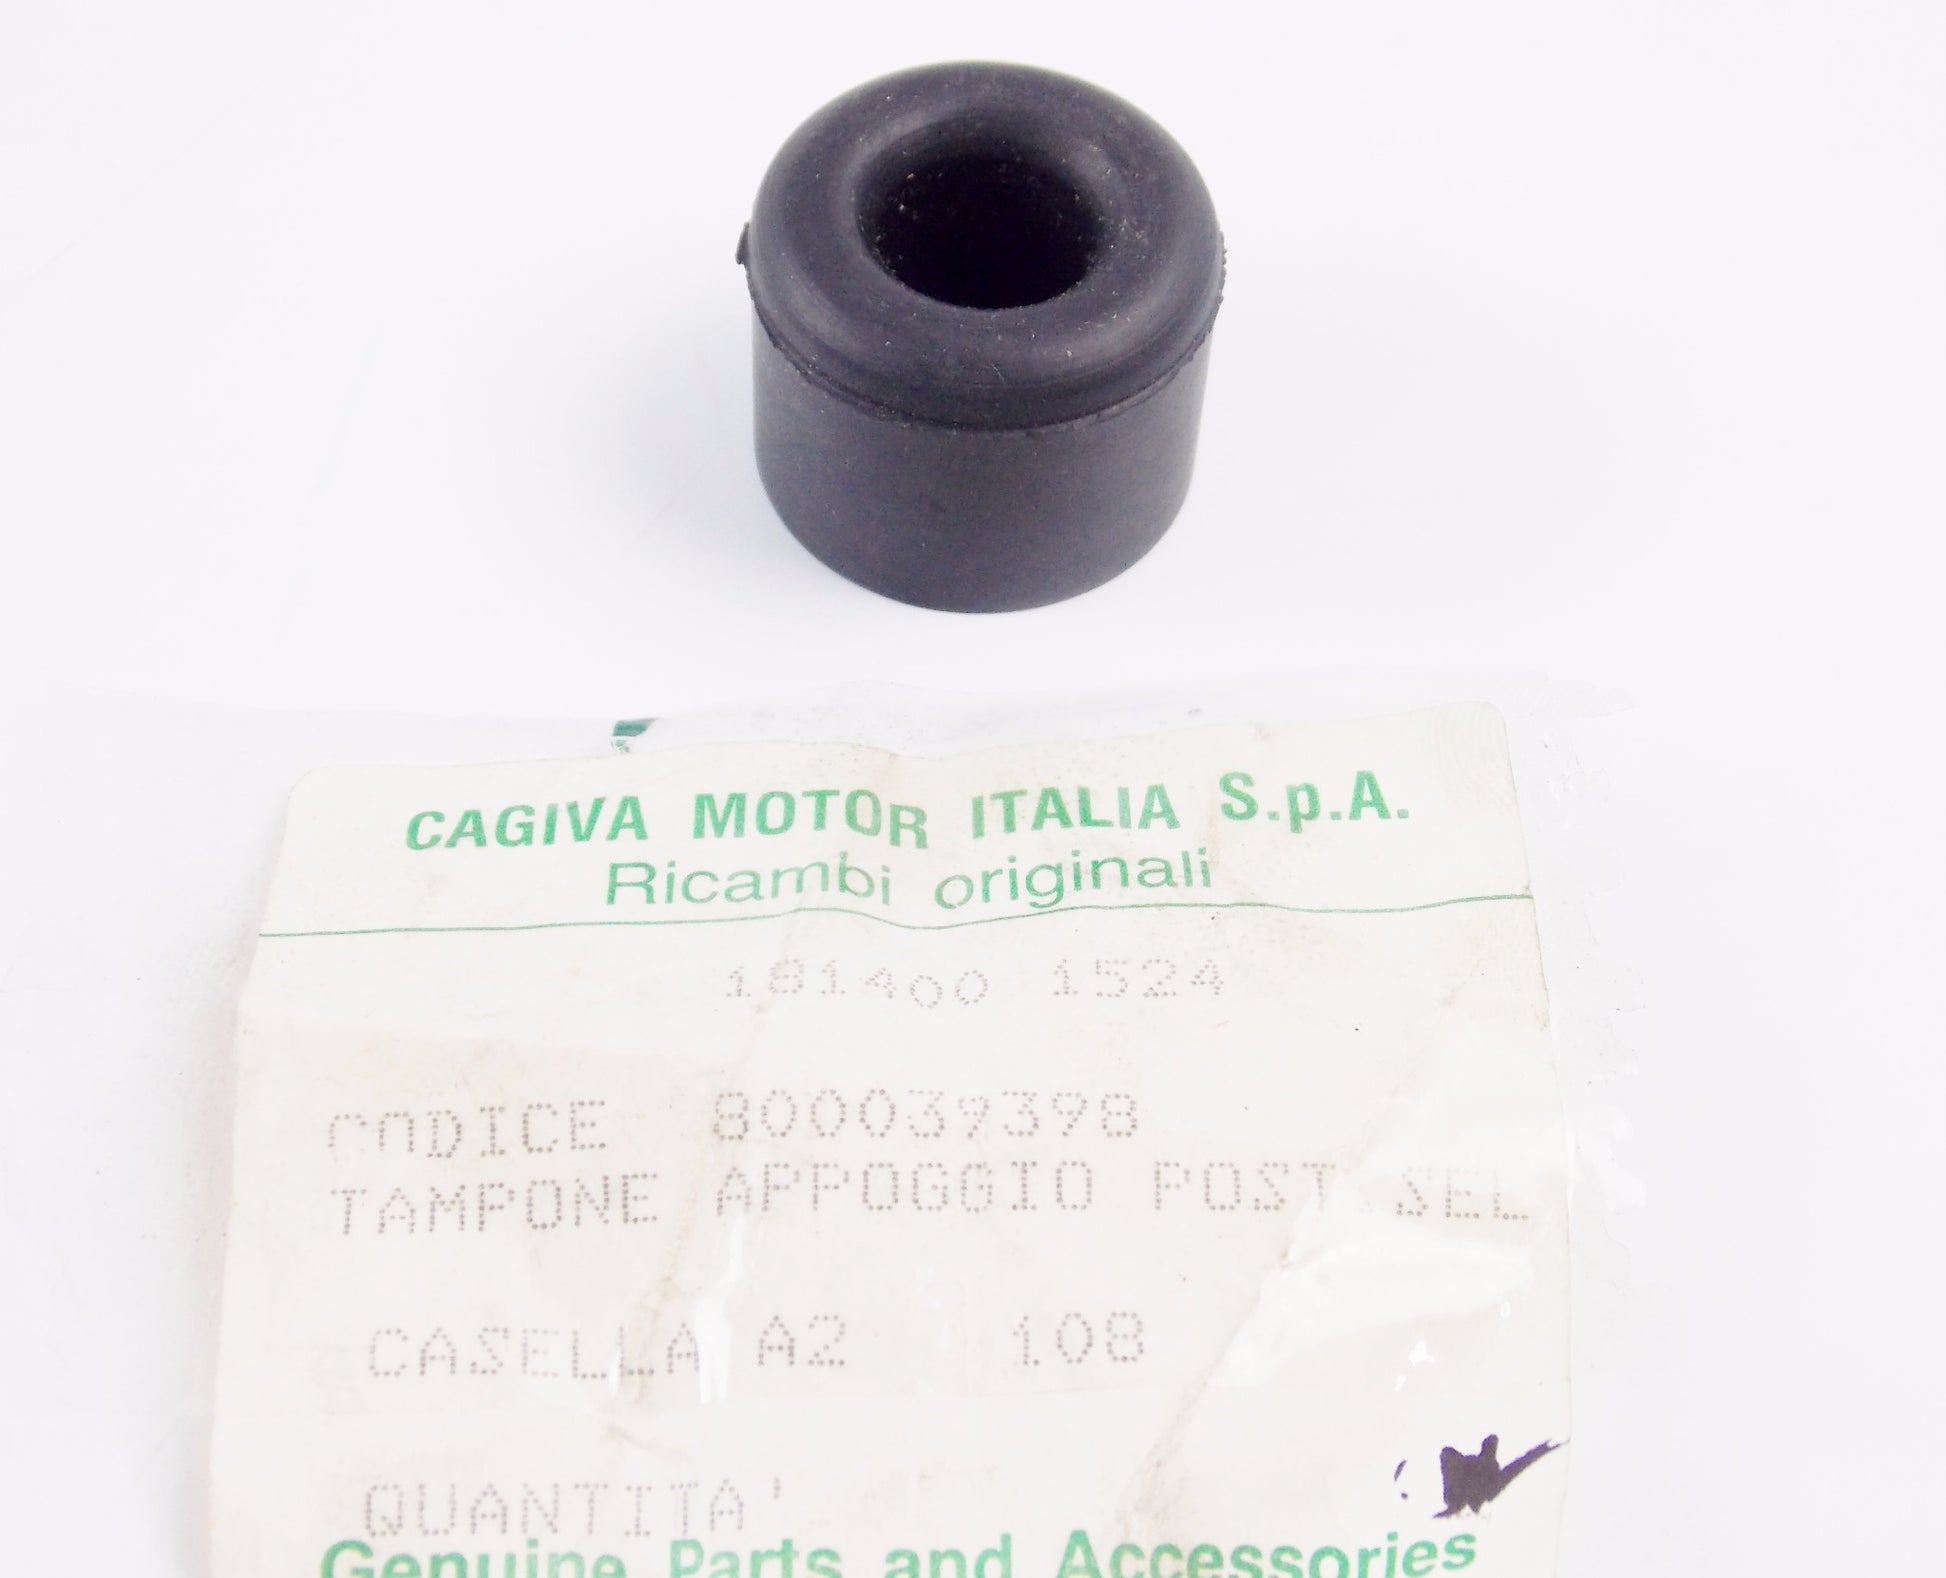 CAGIVA MOTOR ITALIA S.p.A.
Ricambi originali
181400 1524
CODICE 800039398
TAMPONE APPOGGIO POST.SEL
CASELLA A2 108
QUANTITA'
Genuine Parts and Accessories